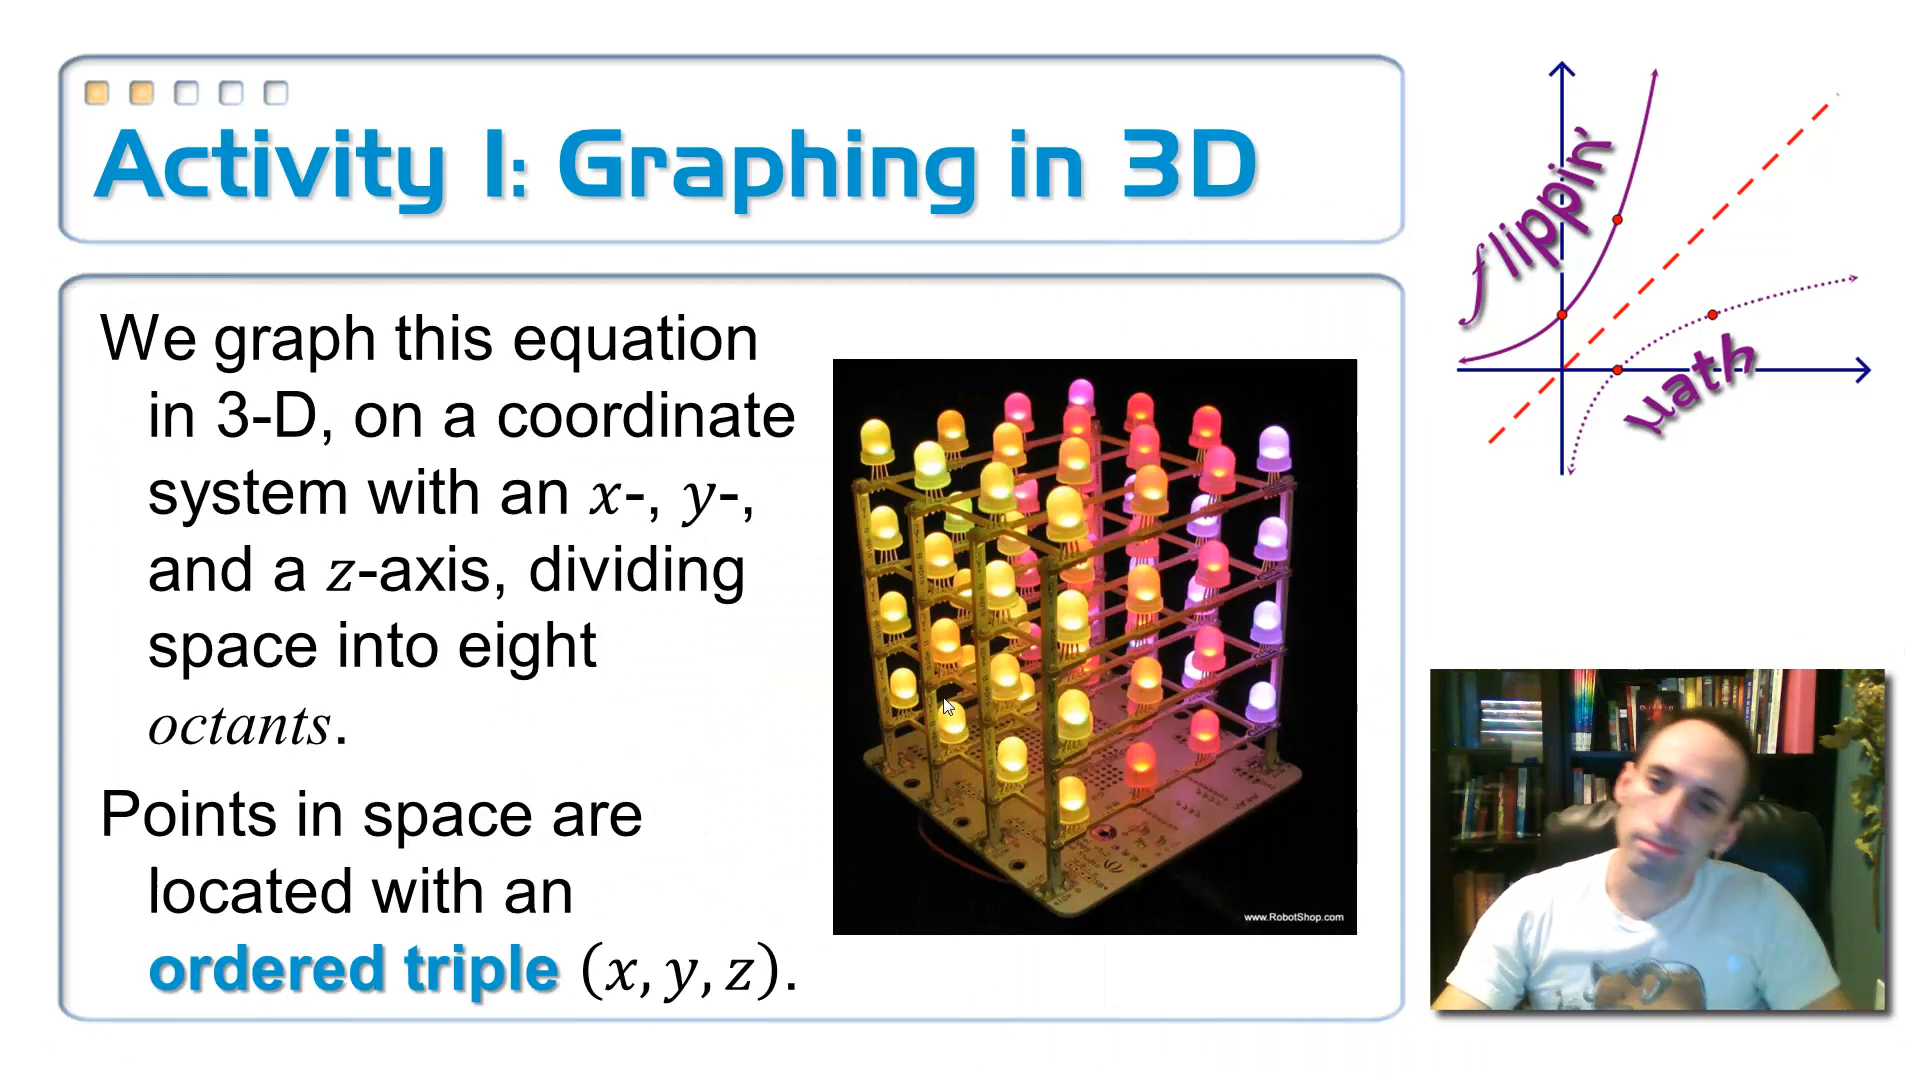 Activity 1: Graphing in 3D
We graph this equation
in 3-D, on a coordinate
system with an x-, y-,
and a z-axis, dividing
space into eight
octants.
Points in space are
located with an
ordered triple (x, y, z).
www.RobotShop.com
flippin'
math